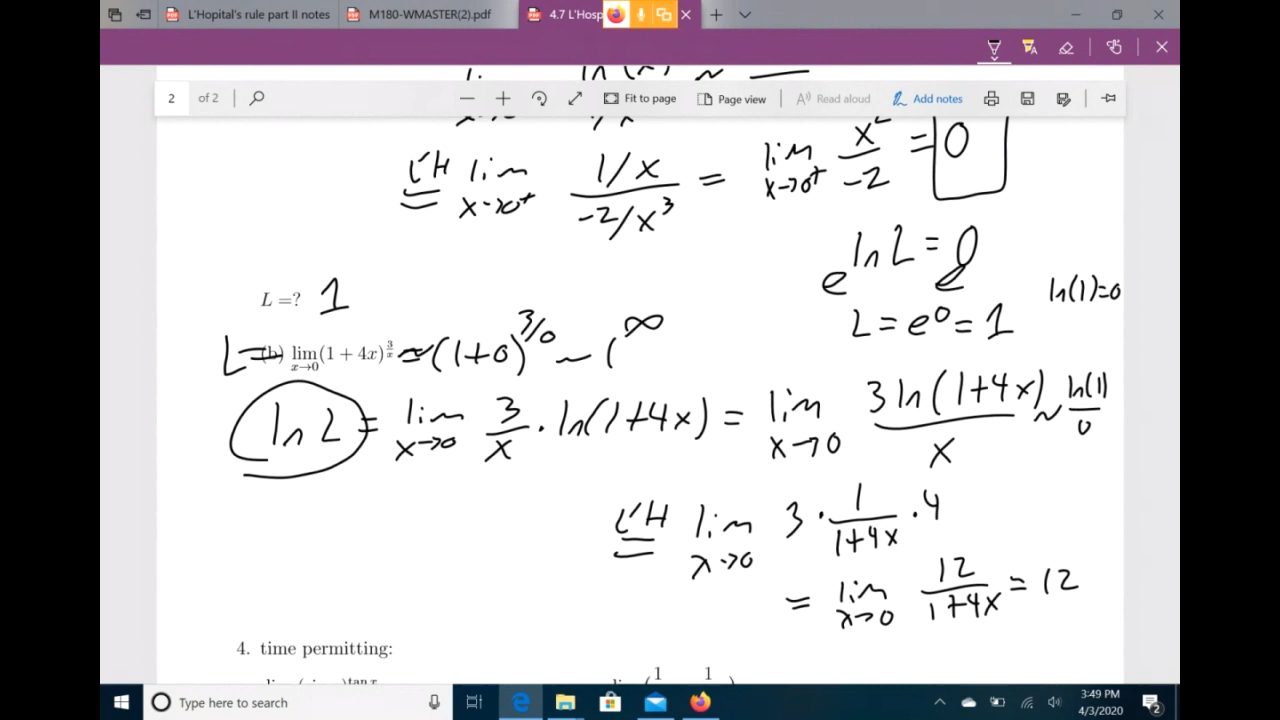 L'Hopital's rule part II notes M180-WMASTER(2).pdf 4.7 L'Hosp
2 of 2 Fit to page Page view Read aloud Add notes
L'H = lim x→0+ (1/x)/(-2/x³) = lim x→0+ x²/-2 = 0
e^ln L = e^0
ln(1)=0
L = e⁰ = 1
L =? 1
L = (b) lim x→0 (1 + 4x)^(3/x) ≈ (1+0)^(3/0) ~ 1^∞
ln L = lim x→0 3/x · ln(1+4x) = lim x→0 3 ln(1+4x)/x ~ ln(1)/0
L'H = lim x→0 3 · 1/(1+4x) · 4
= lim x→0 12/(1+4x) = 12
4. time permitting:
Type here to search
3:49 PM
4/3/2020
2